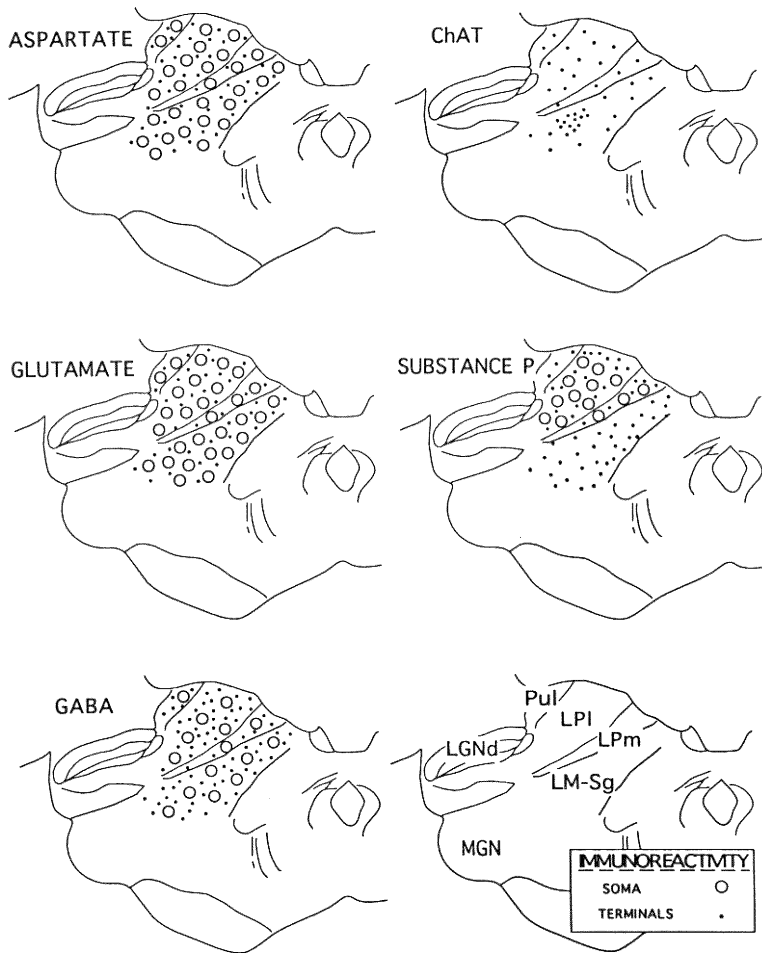 ASPARTATE
ChAT
GLUTAMATE
SUBSTANCE P
GABA
Pul
LPl
LPm
LGNd
LM-Sg
MGN
IMMUNOREACTIVITY
SOMA
TERMINALS